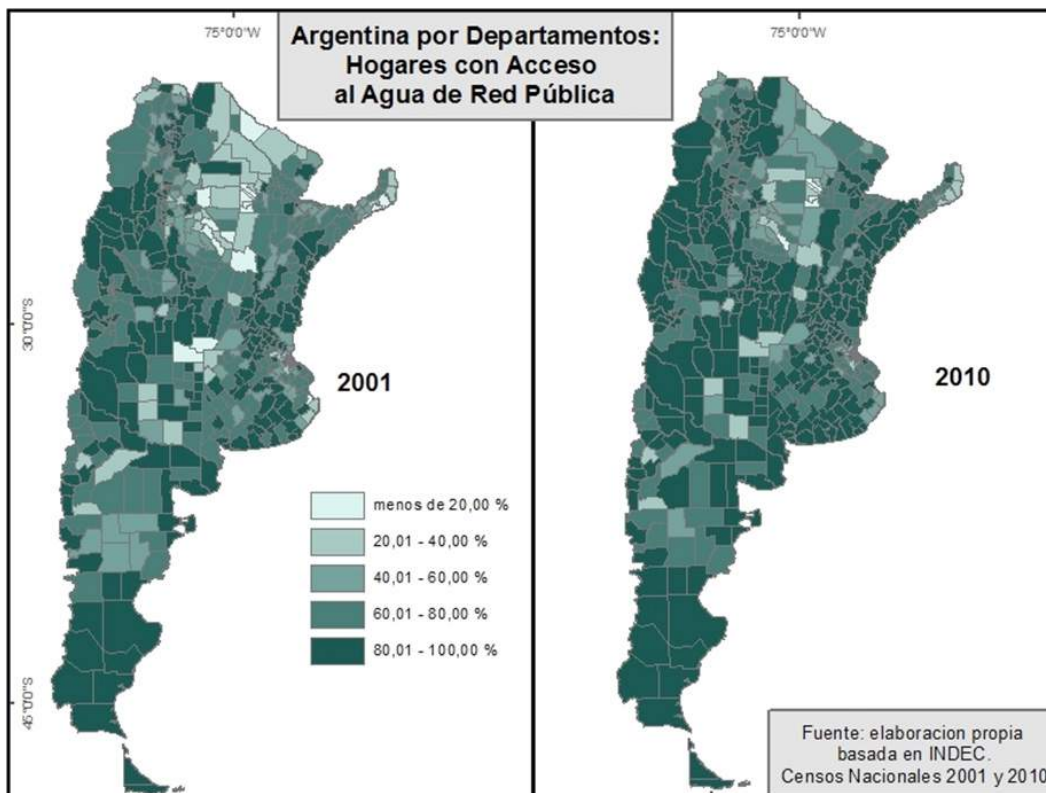 75°0'0"W
Argentina por Departamentos:
Hogares con Acceso
al Agua de Red Pública
75°0'0"W
30°0'0"S
2001
2010
menos de 20,00 %
20,01 - 40,00 %
40,01 - 60,00 %
60,01 - 80,00 %
80,01 - 100,00 %
45°0'0"S
Fuente: elaboracion propia
basada en INDEC.
Censos Nacionales 2001 y 2010